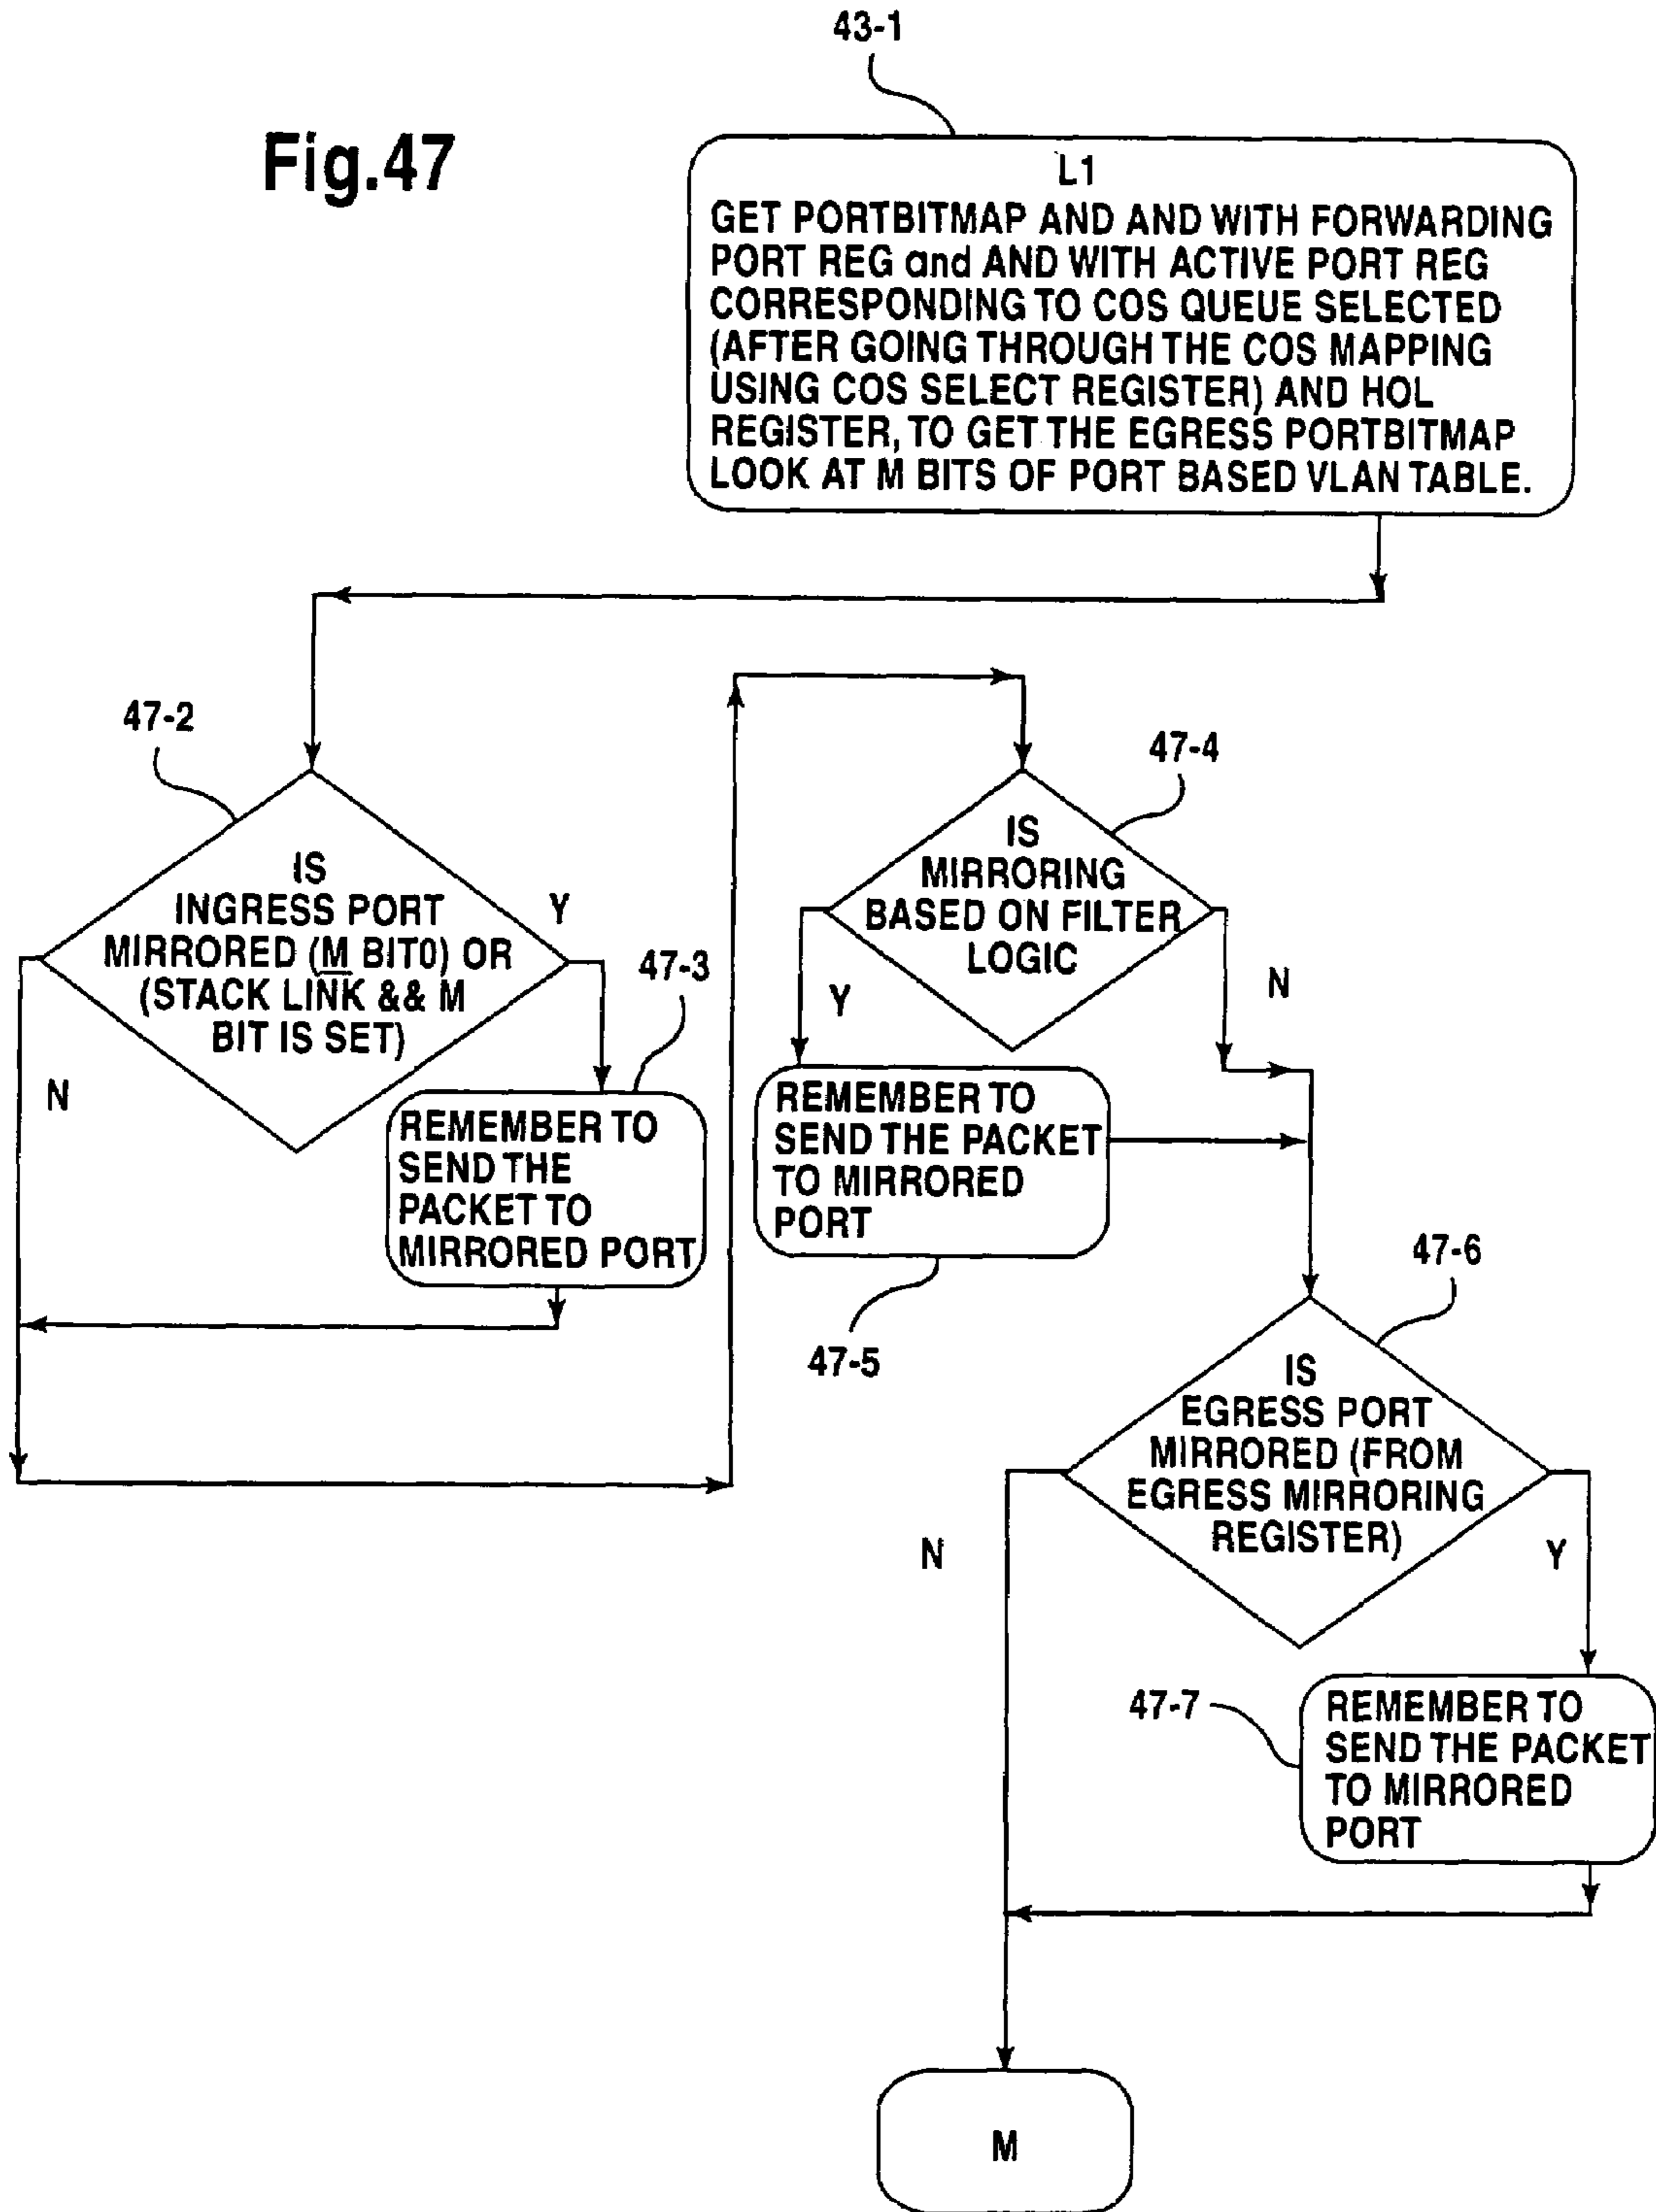 Fig.47
43-1
L1
GET PORTBITMAP AND AND WITH FORWARDING
PORT REG and AND WITH ACTIVE PORT REG
CORRESPONDING TO COS QUEUE SELECTED
(AFTER GOING THROUGH THE COS MAPPING
USING COS SELECT REGISTER) AND HOL
REGISTER, TO GET THE EGRESS PORTBITMAP
LOOK AT M BITS OF PORT BASED VLAN TABLE.
47-2
IS
INGRESS PORT
MIRRORED (M BIT0) OR
(STACK LINK && M
BIT IS SET)
Y
N
47-3
REMEMBER TO
SEND THE
PACKET TO
MIRRORED PORT
47-4
IS
MIRRORING
BASED ON FILTER
LOGIC
Y
N
REMEMBER TO
SEND THE PACKET
TO MIRRORED
PORT
47-5
47-6
IS
EGRESS PORT
MIRRORED (FROM
EGRESS MIRRORING
REGISTER)
N
Y
47-7
REMEMBER TO
SEND THE PACKET
TO MIRRORED
PORT
M